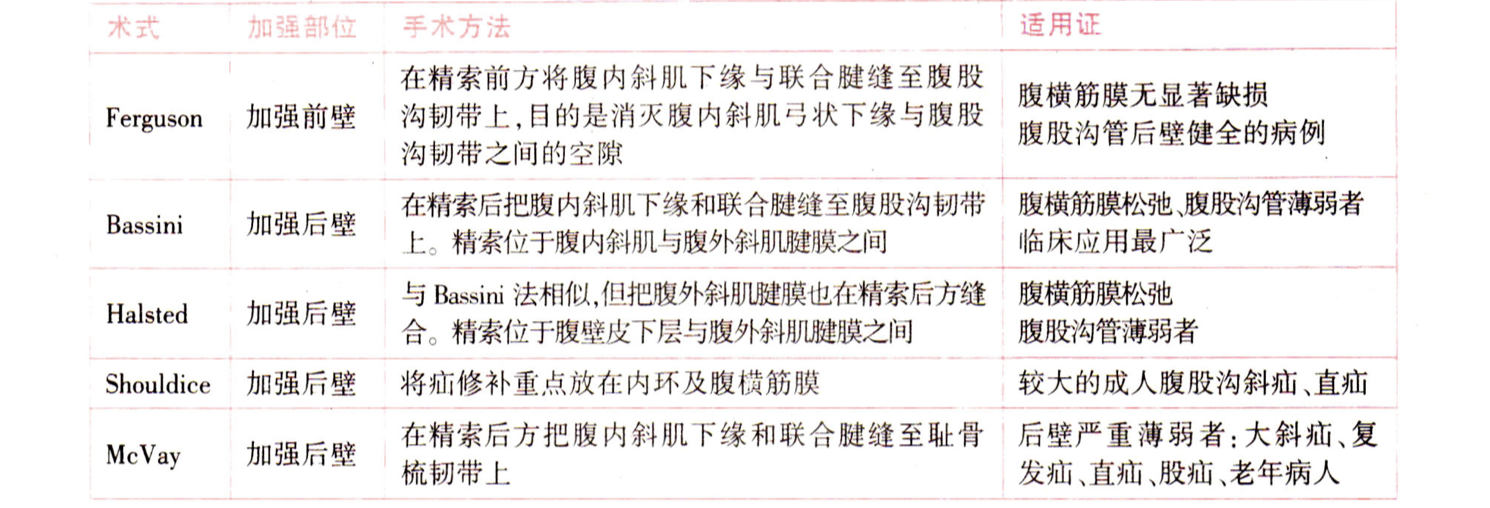 术式 加强部位 手术方法 适用证
Ferguson 加强前壁 在精索前方将腹内斜肌下缘与联合腱缝至腹股
沟韧带上,目的是消灭腹内斜肌弓状下缘与腹股
沟韧带之间的空隙
腹横筋膜无显著缺损
腹股沟管后壁健全的病例
Bassini 加强后壁 在精索后把腹内斜肌下缘和联合腱缝至腹股沟韧带
上。精索位于腹内斜肌与腹外斜肌腱膜之间
腹横筋膜松弛、腹股沟管薄弱者
临床应用最广泛
Halsted 加强后壁 与 Bassini 法相似,但把腹外斜肌腱膜也在精索后方缝
合。精索位于腹壁皮下层与腹外斜肌腱膜之间
腹横筋膜松弛
腹股沟管薄弱者
Shouldice 加强后壁 将疝修补重点放在内环及腹横筋膜 较大的成人腹股沟斜疝、直疝
McVay 加强后壁 在精索后方把腹内斜肌下缘和联合腱缝至耻骨
梳韧带上
后壁严重薄弱者:大斜疝、复
发疝、直疝、股疝、老年病人